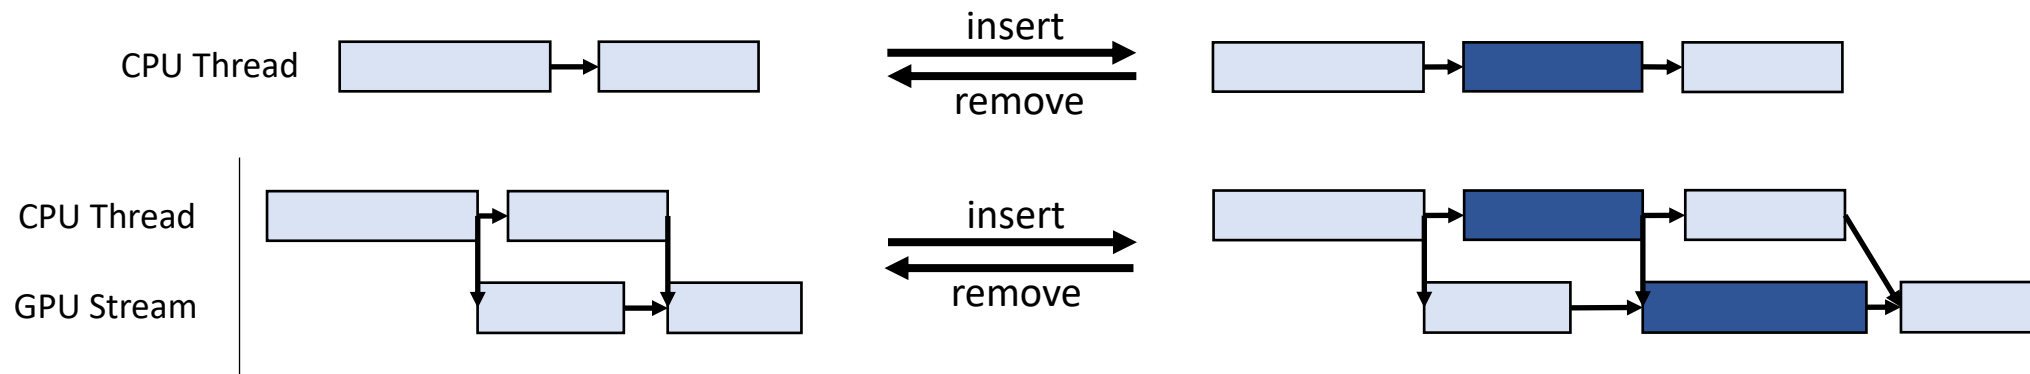 CPU Thread
insert
remove
CPU Thread
insert
GPU Stream
remove